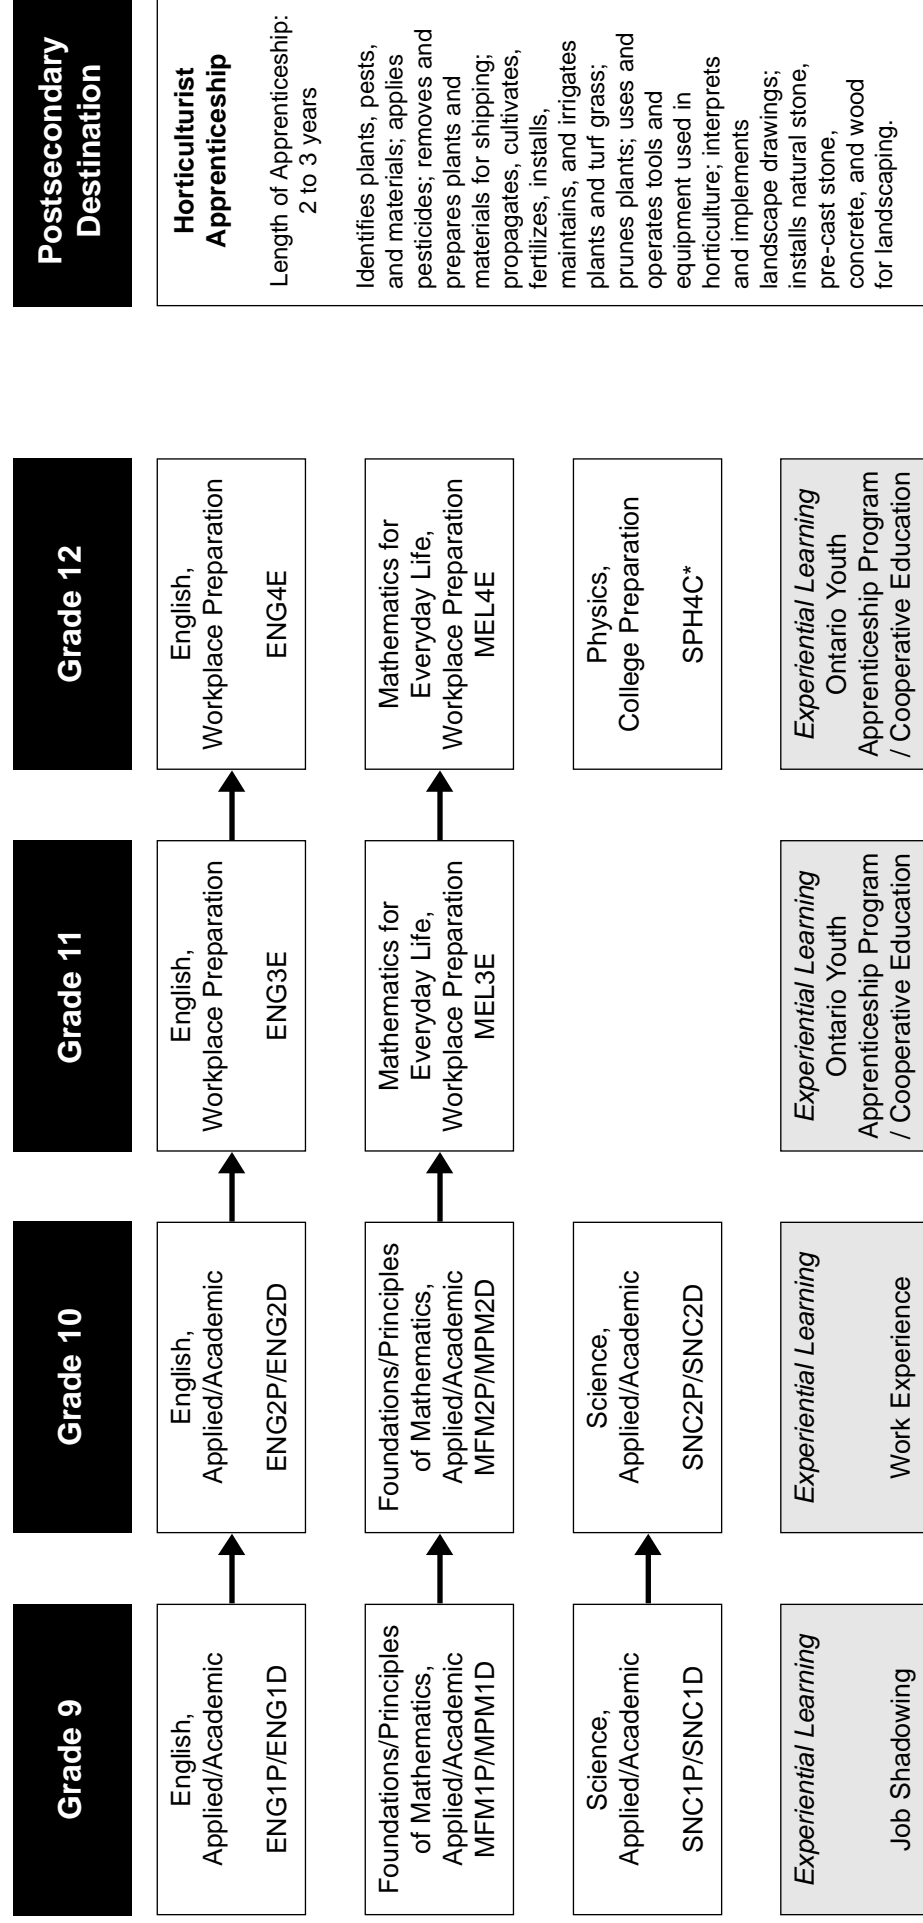 Grade 9
Grade 10
Grade 11
Grade 12
Postsecondary
Destination
English,
Applied/Academic
ENG1P/ENG1D
English,
Applied/Academic
ENG2P/ENG2D
English,
Workplace Preparation
ENG3E
English,
Workplace Preparation
ENG4E
Foundations/Principles
of Mathematics,
Applied/Academic
MFM1P/MPM1D
Foundations/Principles
of Mathematics,
Applied/Academic
MFM2P/MPM2D
Mathematics for
Everyday Life,
Workplace Preparation
MEL3E
Mathematics for
Everyday Life,
Workplace Preparation
MEL4E
Science,
Applied/Academic
SNC1P/SNC1D
Science,
Applied/Academic
SNC2P/SNC2D
Physics,
College Preparation
SPH4C*
Experiential Learning
Job Shadowing
Experiential Learning
Work Experience
Experiential Learning
Ontario Youth
Apprenticeship Program
/ Cooperative Education
Experiential Learning
Ontario Youth
Apprenticeship Program
/ Cooperative Education
Horticulturist
Apprenticeship
Length of Apprenticeship:
2 to 3 years
Identifies plants, pests,
and materials; applies
pesticides; removes and
prepares plants and
materials for shipping;
propagates, cultivates,
fertilizes, installs,
maintains, and irrigates
plants and turf grass;
prunes plants; uses and
operates tools and
equipment used in
horticulture; interprets
and implements
landscape drawings;
installs natural stone,
pre-cast stone,
concrete, and wood
for landscaping.